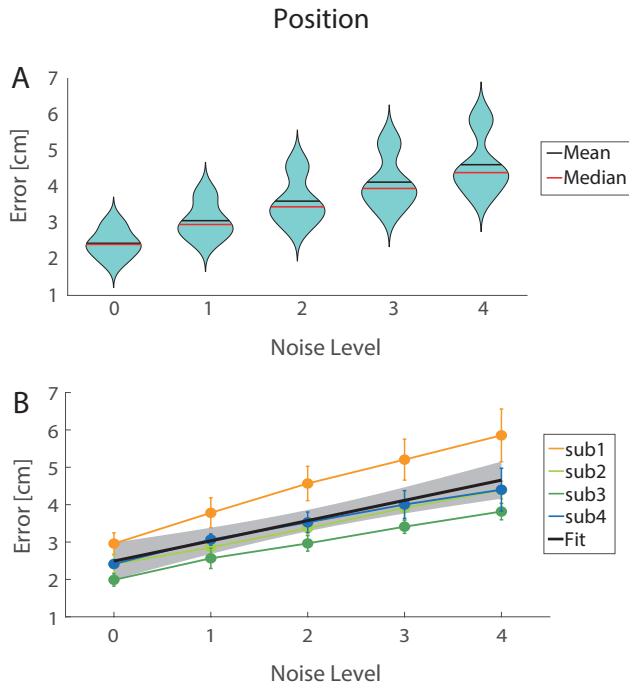 Position
A
7
6
5
4
3
2
1
Error [cm]
0 1 2 3 4
Noise Level
Mean
Median
B
7
6
5
4
3
2
1
Error [cm]
0 1 2 3 4
Noise Level
sub1
sub2
sub3
sub4
Fit